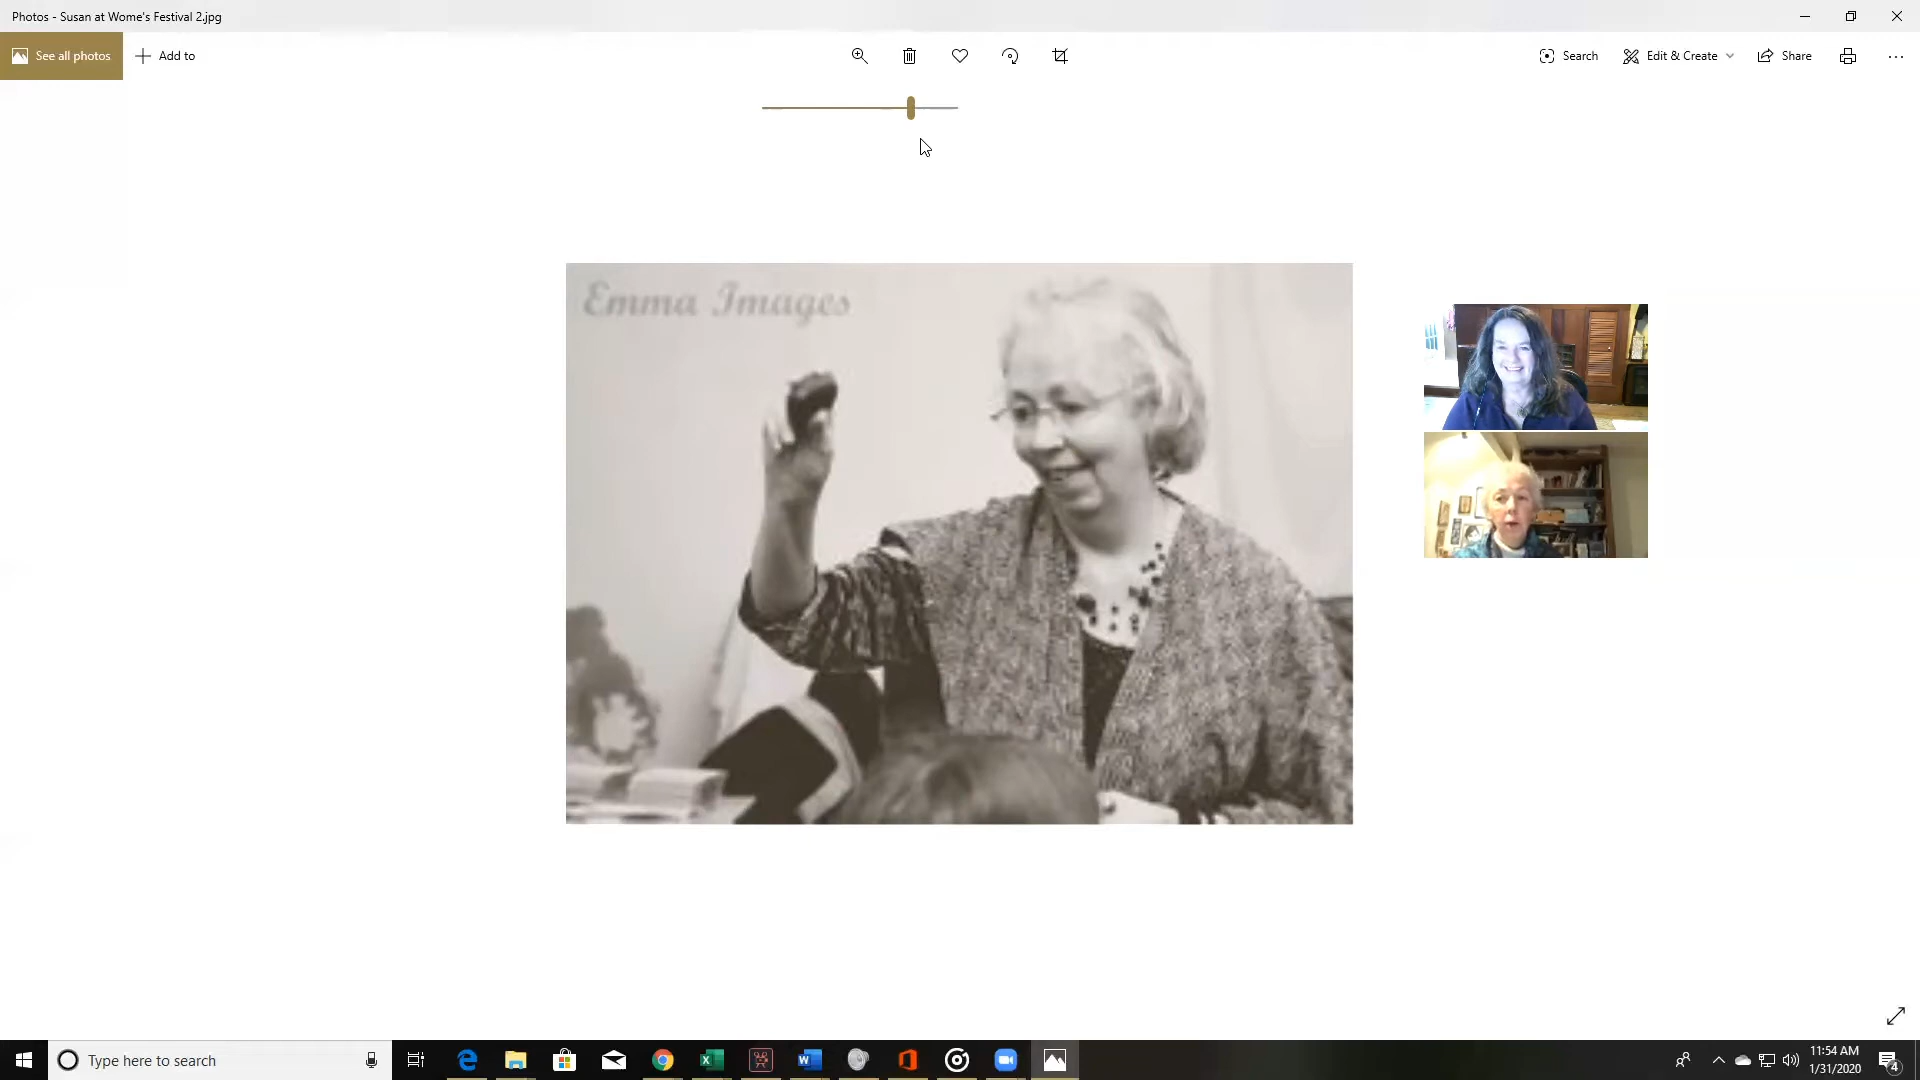 Photos - Susan at Wome's Festival 2.jpg
See all photos
Add to
Search
Edit & Create
Share
Emma Images
Type here to search
11:54 AM
1/31/2020
4